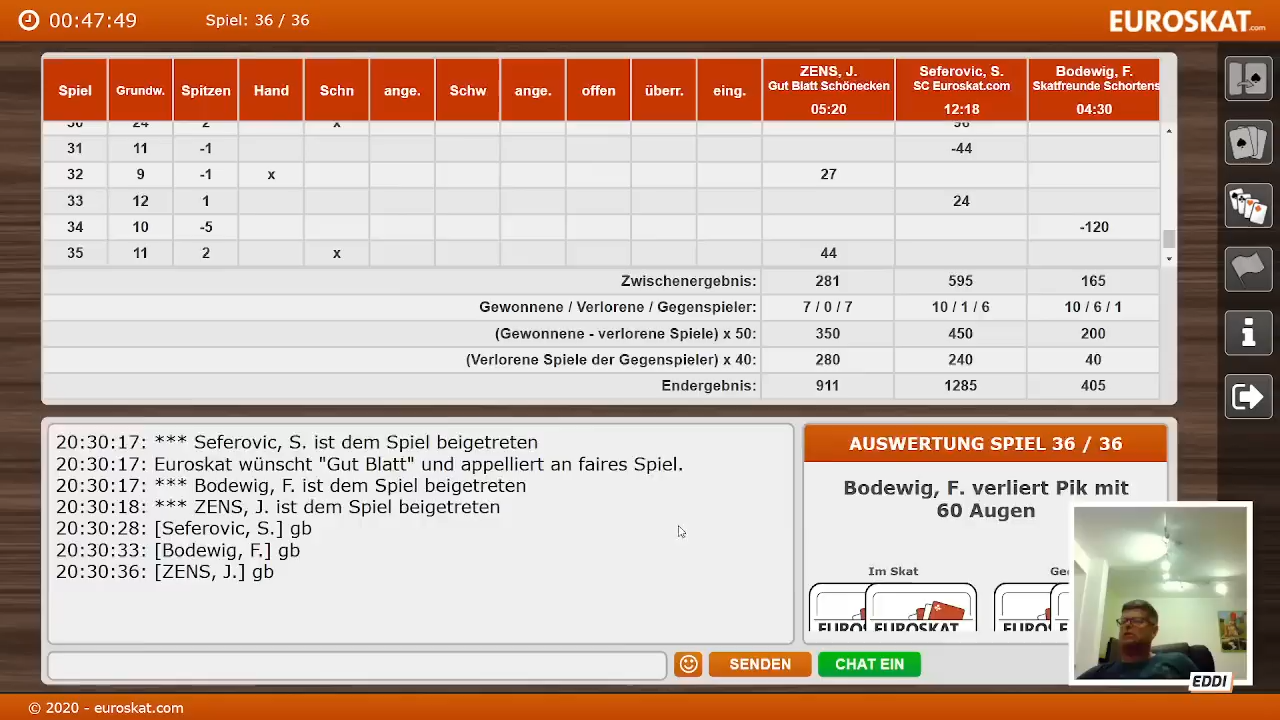 00:47:49 Spiel: 36 / 36 EUROSKAT.com
Spiel Grundw. Spitzen Hand Schn ange. Schw ange. offen überr. eing. ZENS, J. Seferovic, S. Bodewig, F.
Gut Blatt Schönecken SC Euroskat.com Skatfreunde Schortens
05:20 12:18 04:30
30 24 2 x 96
31 11 -1 -44
32 9 -1 x 27
33 12 1 24
34 10 -5 -120
35 11 2 x 44
Zwischenergebnis: 281 595 165
Gewonnene / Verlorene / Gegenspieler: 7 / 0 / 7 10 / 1 / 6 10 / 6 / 1
(Gewonnene - verlorene Spiele) x 50: 350 450 200
(Verlorene Spiele der Gegenspieler) x 40: 280 240 40
Endergebnis: 911 1285 405
20:30:17: *** Seferovic, S. ist dem Spiel beigetreten
20:30:17: Euroskat wünscht "Gut Blatt" und appelliert an faires Spiel.
20:30:17: *** Bodewig, F. ist dem Spiel beigetreten
20:30:18: *** ZENS, J. ist dem Spiel beigetreten
20:30:28: [Seferovic, S.] gb
20:30:33: [Bodewig, F.] gb
20:30:36: [ZENS, J.] gb
AUSWERTUNG SPIEL 36 / 36
Bodewig, F. verliert Pik mit
60 Augen
Im Skat
EUROSKAT
SENDEN CHAT EIN
EDDI
© 2020 - euroskat.com